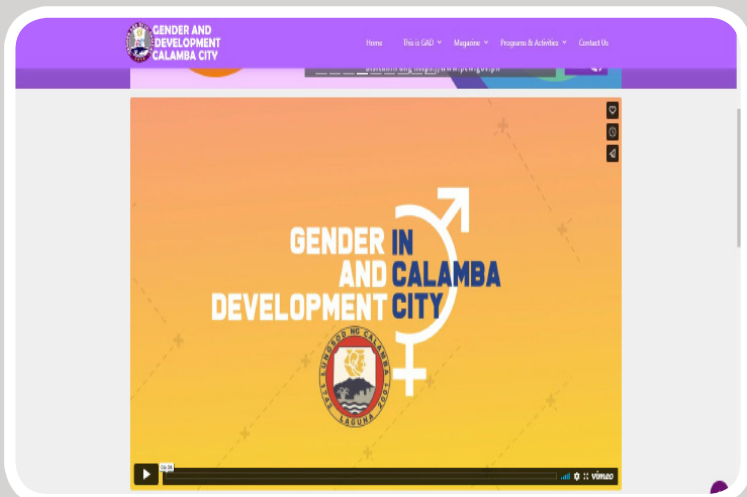 GENDER AND
DEVELOPMENT
CALAMBA CITY
Home This is GAD Magazine Programs & Activities Contact Us
GENDER IN
AND CALAMBA
DEVELOPMENT CITY
LUNGSOD NG CALAMBA
LAGUNA 2001
vimeo